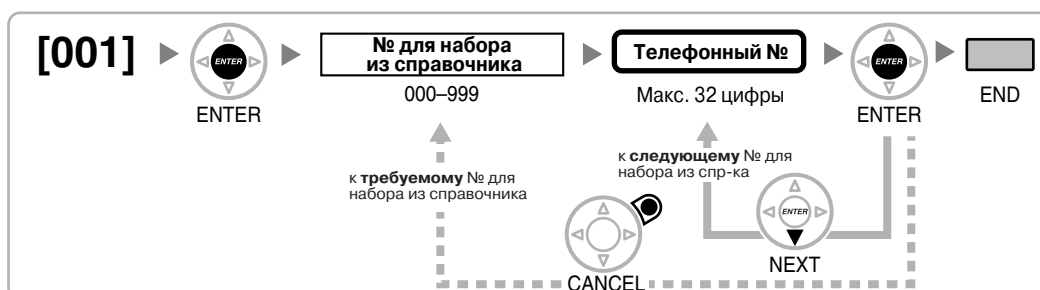 [001]
ENTER
ENTER
№ для набора
из справочника
000–999
Телефонный №
Макс. 32 цифры
ENTER
ENTER
END
к требуемому № для
набора из справочника
к следующему № для
набора из спр-ка
CANCEL
ENTER
NEXT